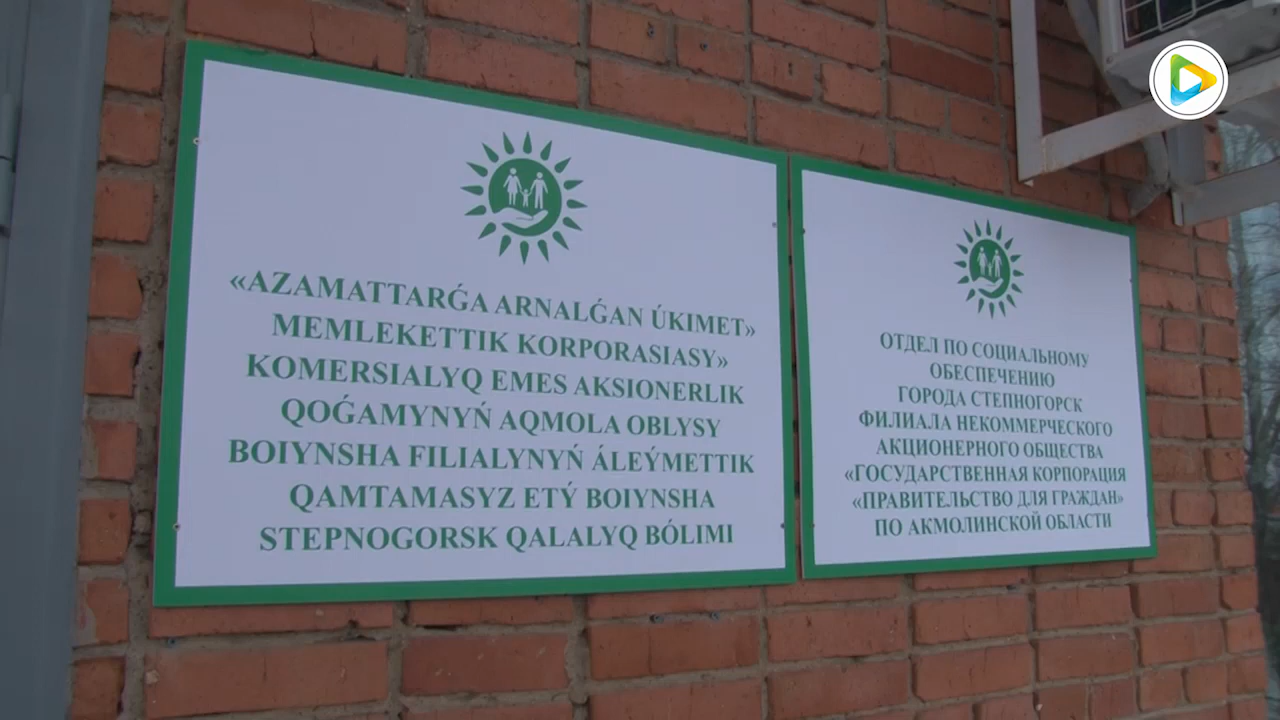 «AZAMATTARǴA ARNALǴAN ÚKIMET»
MEMLEKETTIK KORPORASIASY»
KOMERSIALYQ EMES AKSIONERLIK
QOǴAMYNYŃ AQMOLA OBLYSY
BOIYNSHA FILIALYNYŃ ÁLEÝMETTIK
QAMTAMASYZ ETÝ BOIYNSHA
STEPNOGORSK QALALYQ BÓLIMI
ОТДЕЛ ПО СОЦИАЛЬНОМУ
ОБЕСПЕЧЕНИЮ
ГОРОДА СТЕПНОГОРСК
ФИЛИАЛА НЕКОММЕРЧЕСКОГО
АКЦИОНЕРНОГО ОБЩЕСТВА
«ГОСУДАРСТВЕННАЯ КОРПОРАЦИЯ
«ПРАВИТЕЛЬСТВО ДЛЯ ГРАЖДАН»
ПО АКМОЛИНСКОЙ ОБЛАСТИ